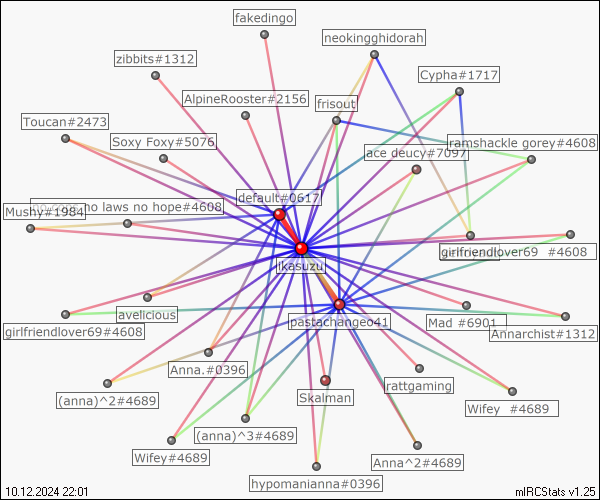 fakedingo
neokingghidorah
zibbits#1312
Cypha#1717
AlpineRooster#2156
frisout
Toucan#2473
Soxy Foxy#5076
ramshackle gorey#4608
ace deucy#7097
default#0617
no laws no hope#4608
Mushy#1984
girlfriendlover69 #4608
ikasuzu
avelicious
pastachangeo41
Mad #6901
girlfriendlover69#4608
Annarchist#1312
Anna.#0396
rattgaming
Skalman
(anna)^2#4689
Wifey #4689
(anna)^3#4689
Wifey#4689
Anna^2#4689
hypomanianna#0396
10.12.2024 22:01
mIRCStats v1.25